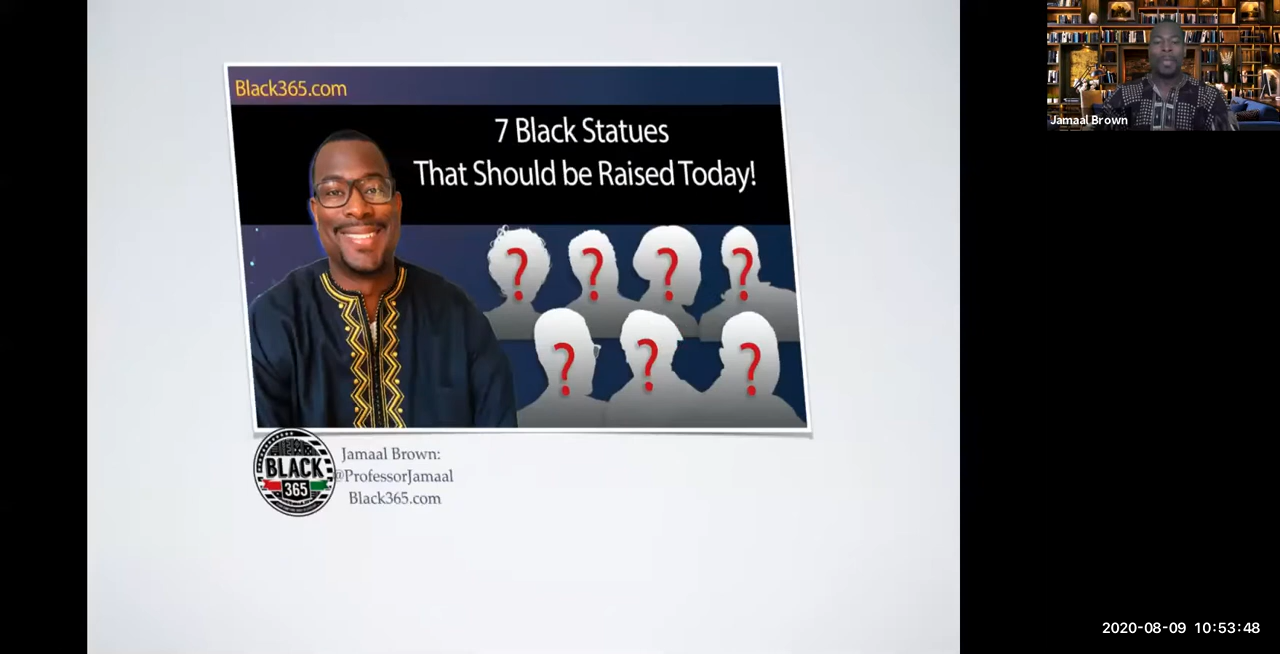 Black365.com
7 Black Statues
That Should be Raised Today!
?
?
?
?
?
?
?
BLACK
365
Jamaal Brown:
@ProfessorJamaal
Black365.com
Jamaal Brown
2020-08-09 10:53:48